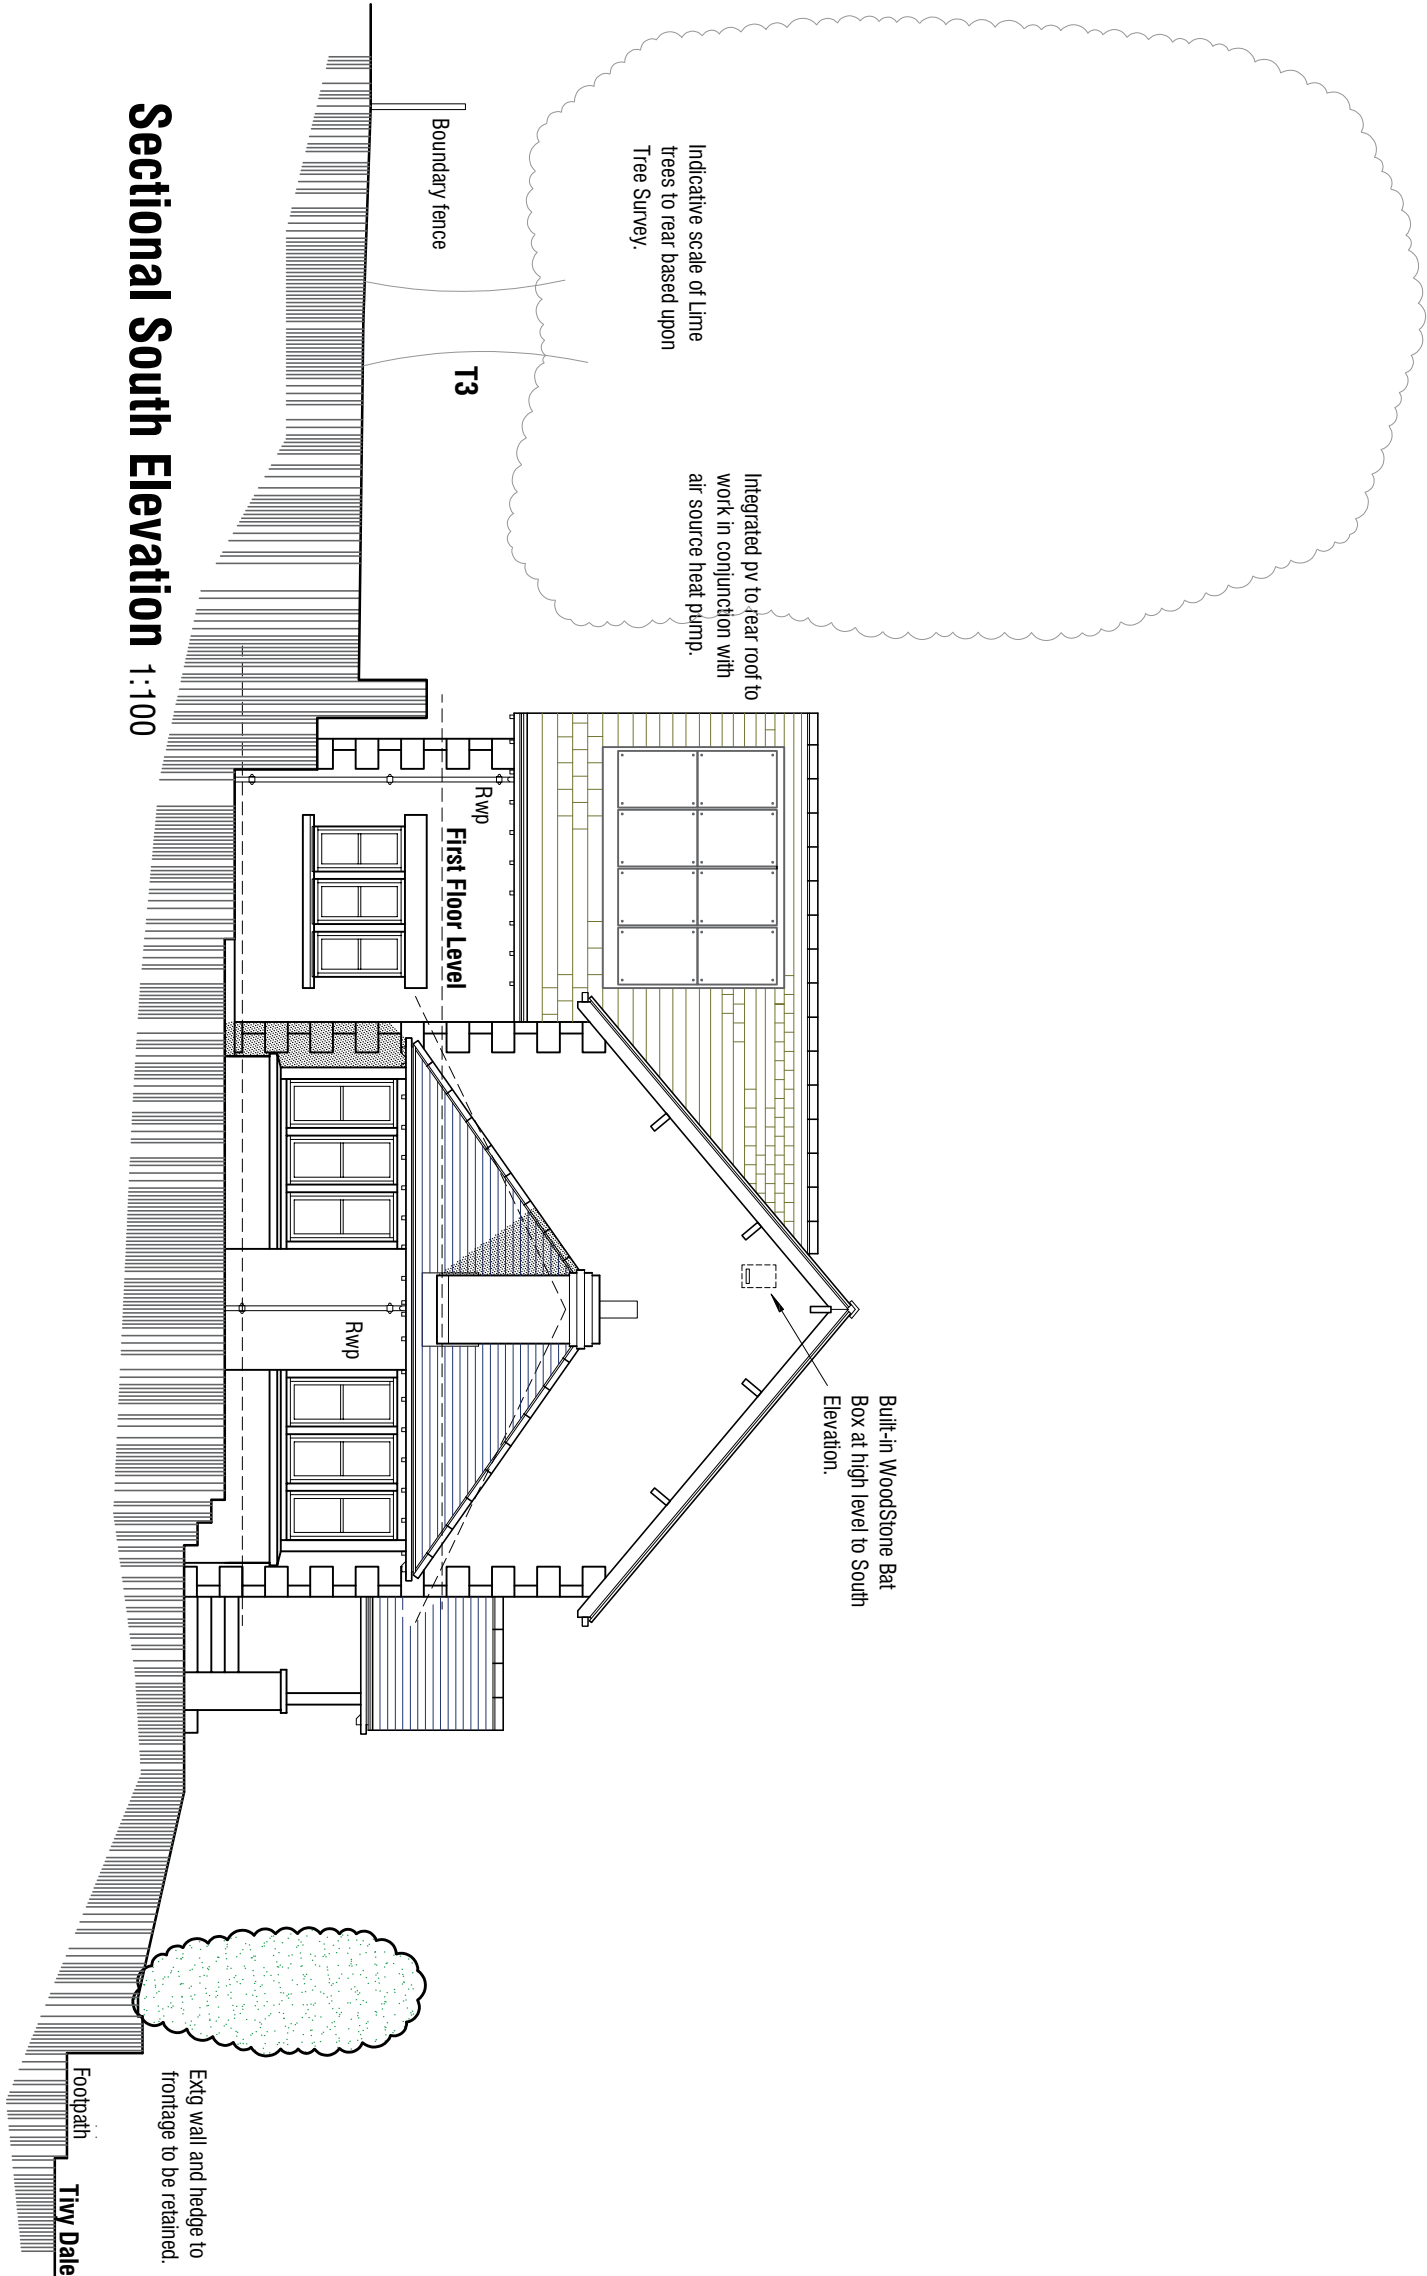 Built-in WoodStone Bat
Box at high level to South
Elevation.
Integrated pv to rear roof to
work in conjunction with
air source heat pump.
Indicative scale of Lime
trees to rear based upon
Tree Survey.
T3
Boundary fence
Rwp
First Floor Level
Rwp
Extg wall and hedge to
frontage to be retained.
Footpath
Tivy Dale
Sectional South Elevation 1:100